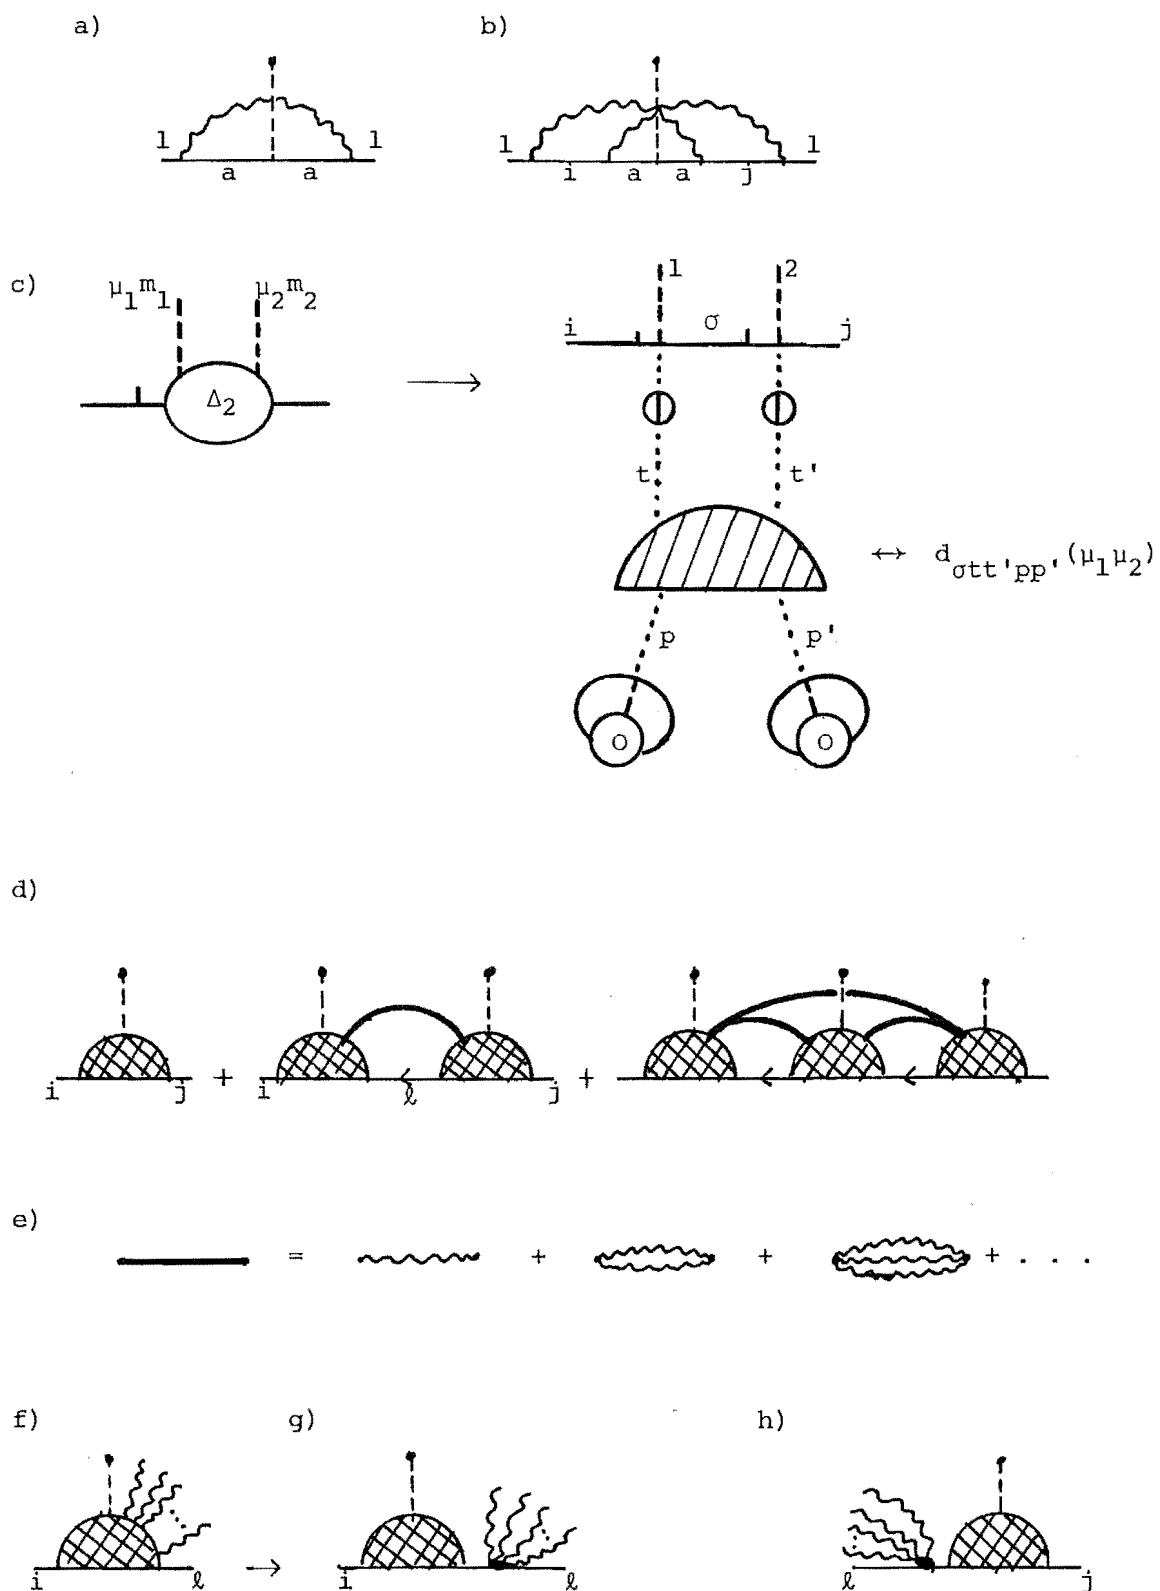 a) b)
1 a a 1 1 i a a j 1
c) μ1m1 μ2m2 Δ2 ⟶ 1 2
i σ j
t t'
↔ dσtt'pp'(μ1μ2)
p p'
O O
d)
i j + i ℓ j +
e)
= + + + . . .
f) g) h)
i ℓ → i ℓ ℓ j